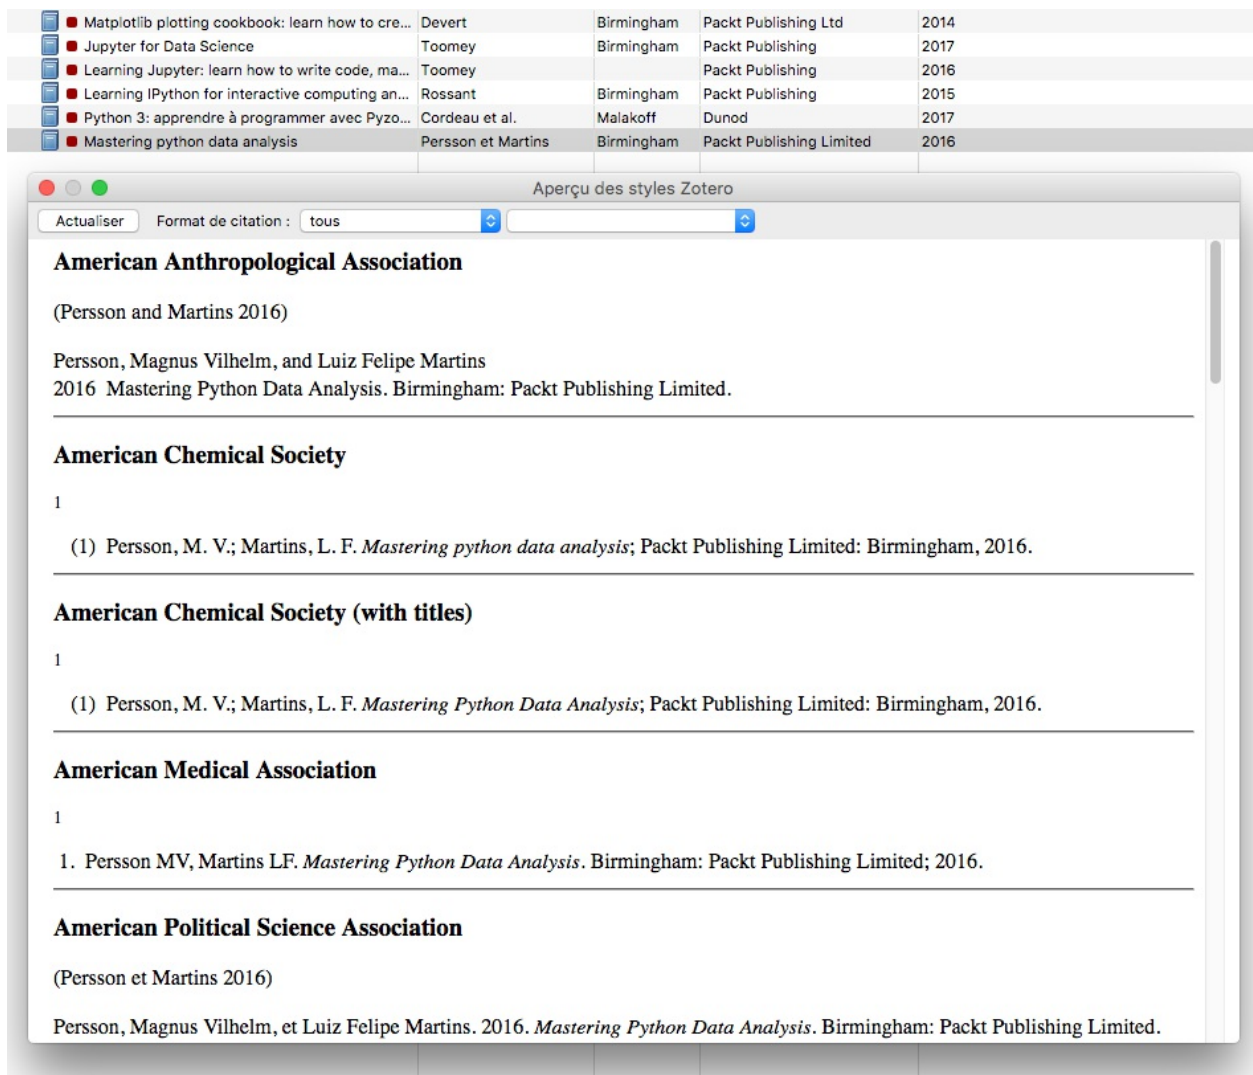 Matplotlib plotting cookbook: learn how to cre... Devert Birmingham Packt Publishing Ltd 2014
Jupyter for Data Science Toomey Birmingham Packt Publishing 2017
Learning Jupyter: learn how to write code, ma... Toomey Packt Publishing 2016
Learning IPython for interactive computing an... Rossant Birmingham Packt Publishing 2015
Python 3: apprendre à programmer avec Pyzo... Cordeau et al. Malakoff Dunod 2017
Mastering python data analysis Persson et Martins Birmingham Packt Publishing Limited 2016
Aperçu des styles Zotero
Actualiser Format de citation : tous
American Anthropological Association
(Persson and Martins 2016)
Persson, Magnus Vilhelm, and Luiz Felipe Martins
2016 Mastering Python Data Analysis. Birmingham: Packt Publishing Limited.
American Chemical Society
1
(1) Persson, M. V.; Martins, L. F. Mastering python data analysis; Packt Publishing Limited: Birmingham, 2016.
American Chemical Society (with titles)
1
(1) Persson, M. V.; Martins, L. F. Mastering Python Data Analysis; Packt Publishing Limited: Birmingham, 2016.
American Medical Association
1
1. Persson MV, Martins LF. Mastering Python Data Analysis. Birmingham: Packt Publishing Limited; 2016.
American Political Science Association
(Persson et Martins 2016)
Persson, Magnus Vilhelm, et Luiz Felipe Martins. 2016. Mastering Python Data Analysis. Birmingham: Packt Publishing Limited.